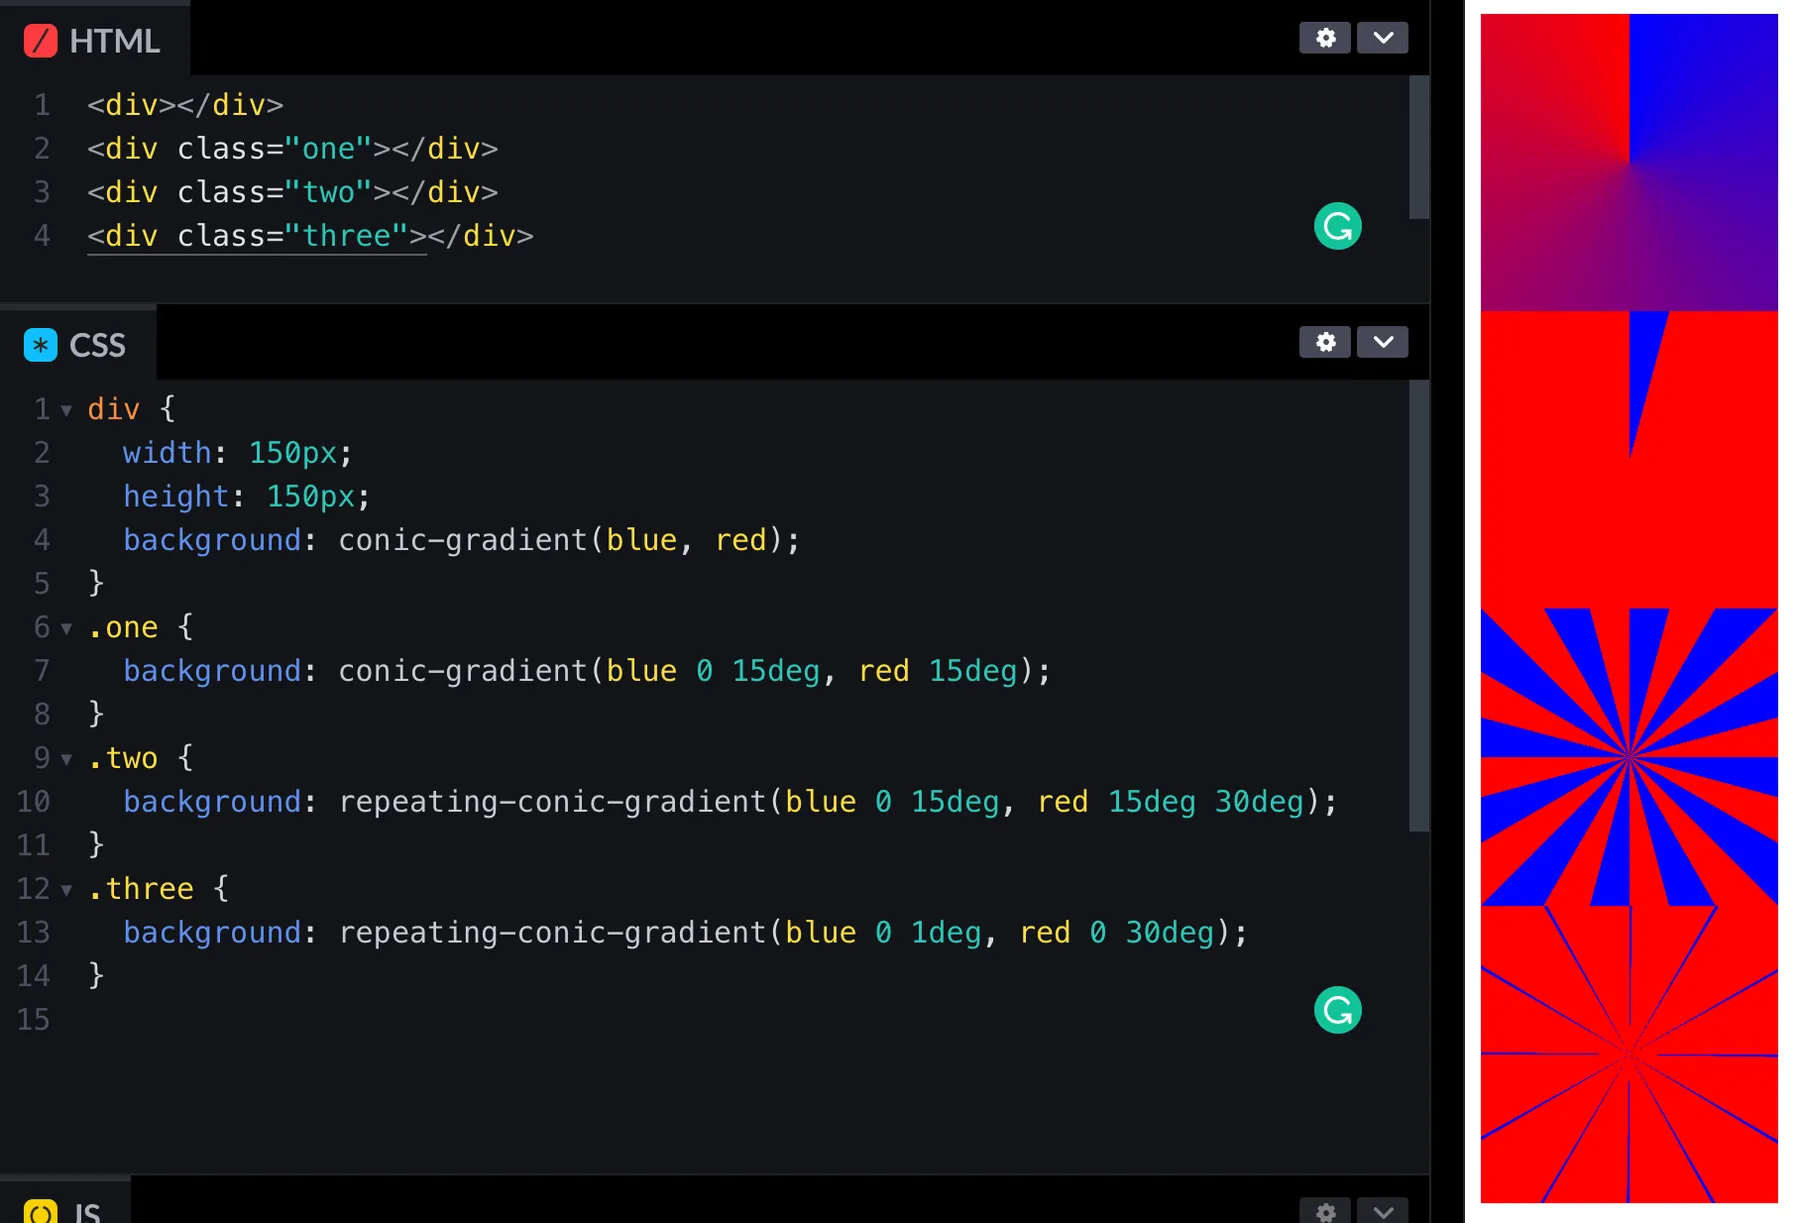 HTML
1 <div></div>
2 <div class="one"></div>
3 <div class="two"></div>
4 <div class="three"></div>
CSS
1 div {
2 width: 150px;
3 height: 150px;
4 background: conic-gradient(blue, red);
5 }
6 .one {
7 background: conic-gradient(blue 0 15deg, red 15deg);
8 }
9 .two {
10 background: repeating-conic-gradient(blue 0 15deg, red 15deg 30deg);
11 }
12 .three {
13 background: repeating-conic-gradient(blue 0 1deg, red 0 30deg);
14 }
15
JS